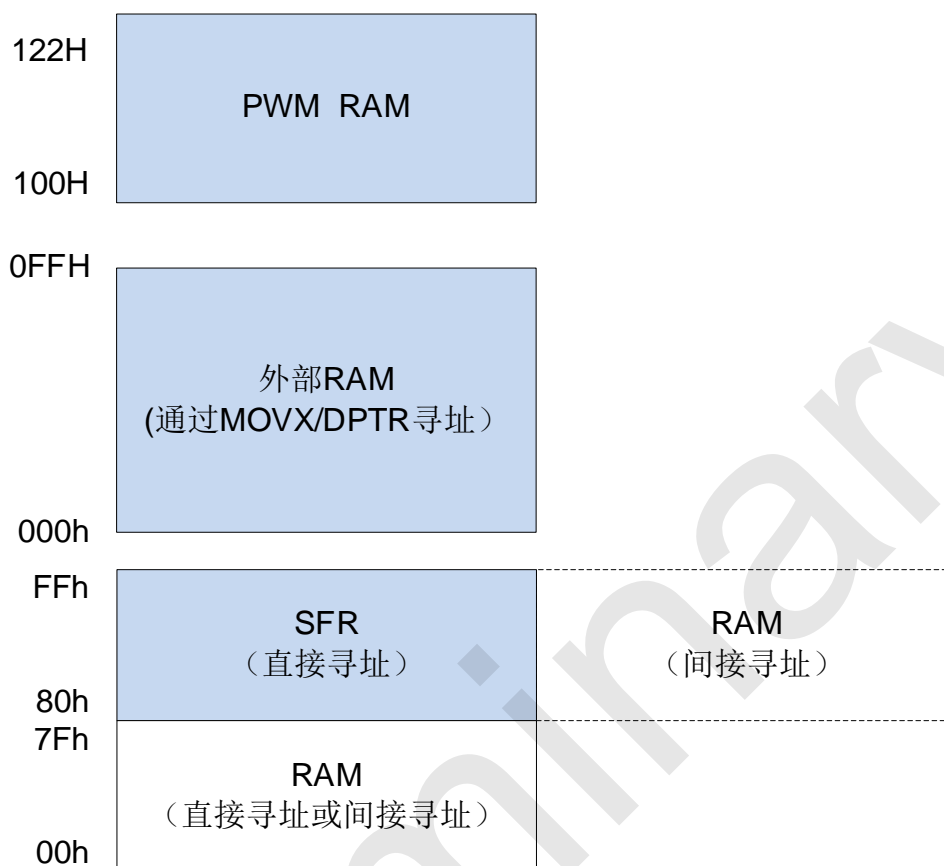 122H
PWM RAM
100H
0FFH
外部RAM
(通过MOVX/DPTR寻址）
000h
FFh
SFR
（直接寻址）
RAM
（间接寻址）
80h
7Fh
RAM
（直接寻址或间接寻址）
00h